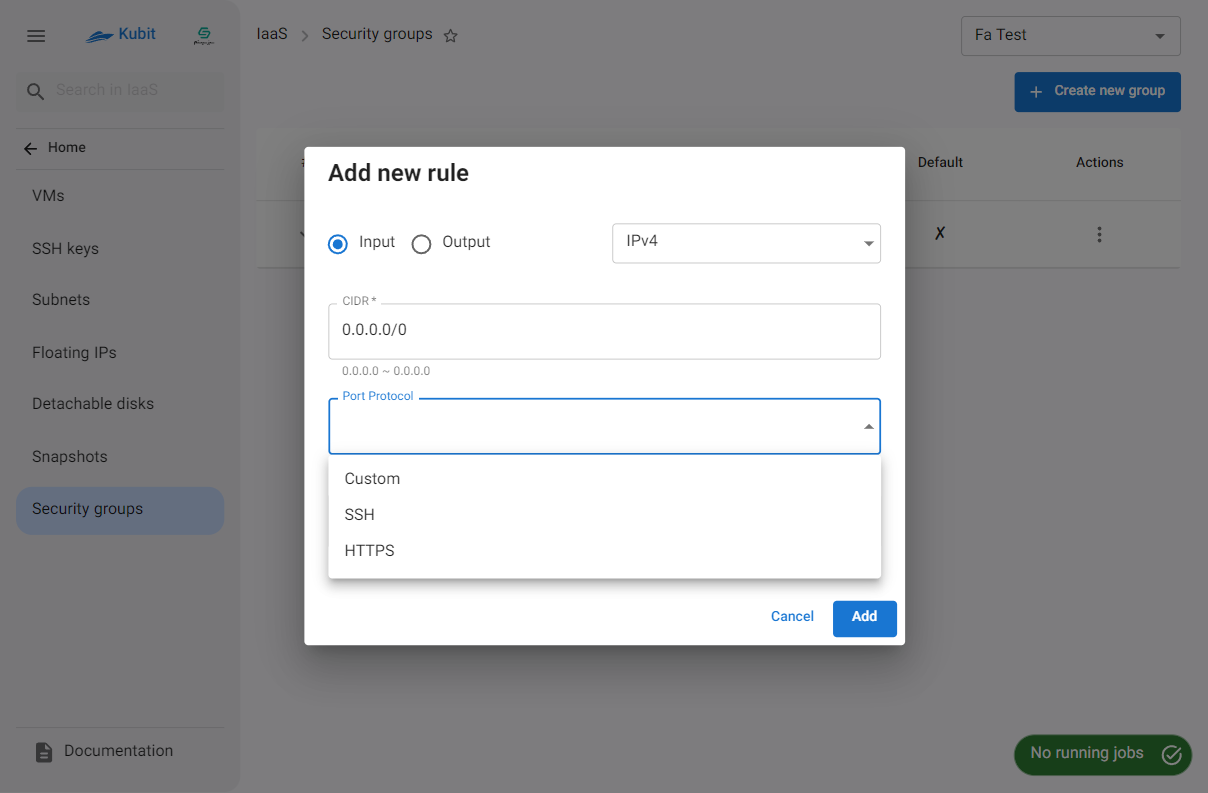 Kubit
IaaS
Security groups
Fa Test
Search in IaaS
Create new group
Home
Default
Actions
Add new rule
VMs
SSH keys
Subnets
Floating IPs
Detachable disks
Snapshots
Security groups
Input
Output
IPv4
✗
CIDR *
0.0.0.0/0
0.0.0.0 ~ 0.0.0.0
Port Protocol
Custom
SSH
HTTPS
Cancel
Add
Documentation
No running jobs